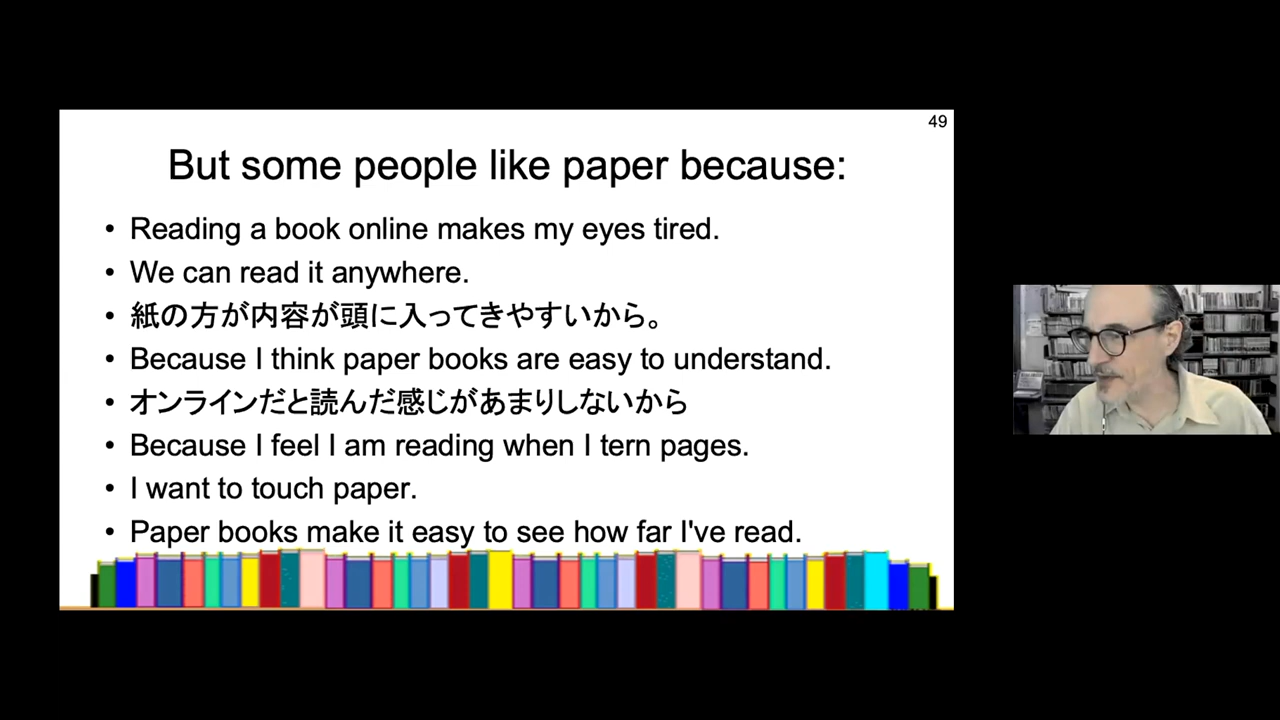 49
But some people like paper because:
• Reading a book online makes my eyes tired.
• We can read it anywhere.
• 紙の方が内容が頭に入ってきやすいから。
• Because I think paper books are easy to understand.
• オンラインだと読んだ感じがあまりしないから
• Because I feel I am reading when I tern pages.
• I want to touch paper.
• Paper books make it easy to see how far I've read.